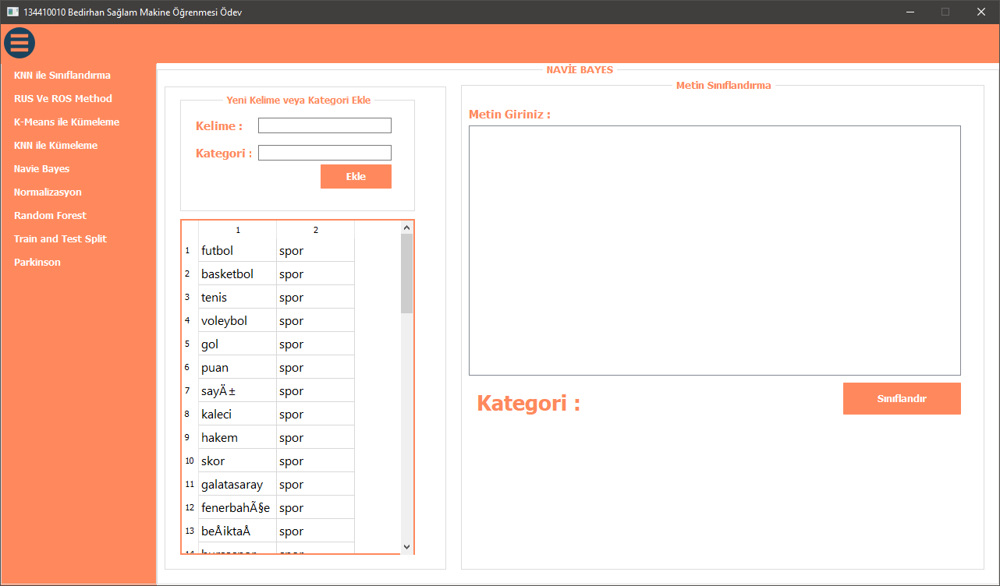 134410010 Bedirhan Sağlam Makine Öğrenmesi Ödev
KNN ile Sınıflandırma
RUS Ve ROS Method
K-Means ile Kümeleme
KNN ile Kümeleme
Navie Bayes
Normalizasyon
Random Forest
Train and Test Split
Parkinson
NAVİE BAYES
Yeni Kelime veya Kategori Ekle
Kelime :
Kategori :
Ekle
1 2
1 futbol spor
2 basketbol spor
3 tenis spor
4 voleybol spor
5 gol spor
6 puan spor
7 sayÄ± spor
8 kaleci spor
9 hakem spor
10 skor spor
11 galatasaray spor
12 fenerbahÃ§e spor
13 beÅiktaÅ spor
Metin Sınıflandırma
Metin Giriniz :
Kategori :
Sınıflandır